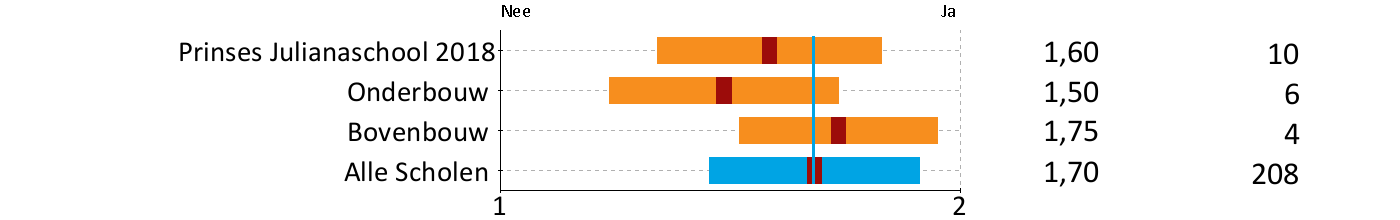 Nee Ja
Prinses Julianaschool 2018 1,60 10
Onderbouw 1,50 6
Bovenbouw 1,75 4
Alle Scholen 1,70 208
1 2